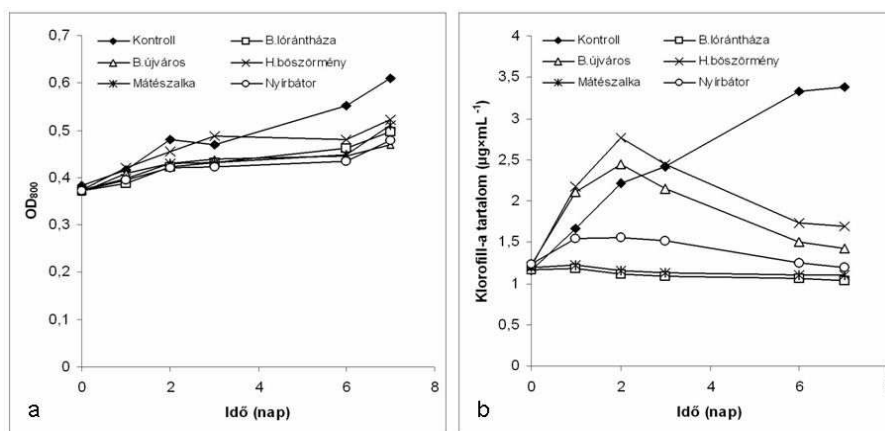 0,7
Kontroll
B.lórántháza
B.újváros
H.böszörmény
Mátészalka
Nyírbátor
0,6
0,5
0,4
0,3
0,2
0,1
0
OD800
0
2
4
6
8
Idő (nap)
a
4
Kontroll
B.lórántháza
B.újváros
H.böszörmény
Mátészalka
Nyírbátor
3,5
3
2,5
2
1,5
1
0,5
0
Klorofill-a tartalom (µg×mL⁻¹)
0
2
4
6
Idő (nap)
b